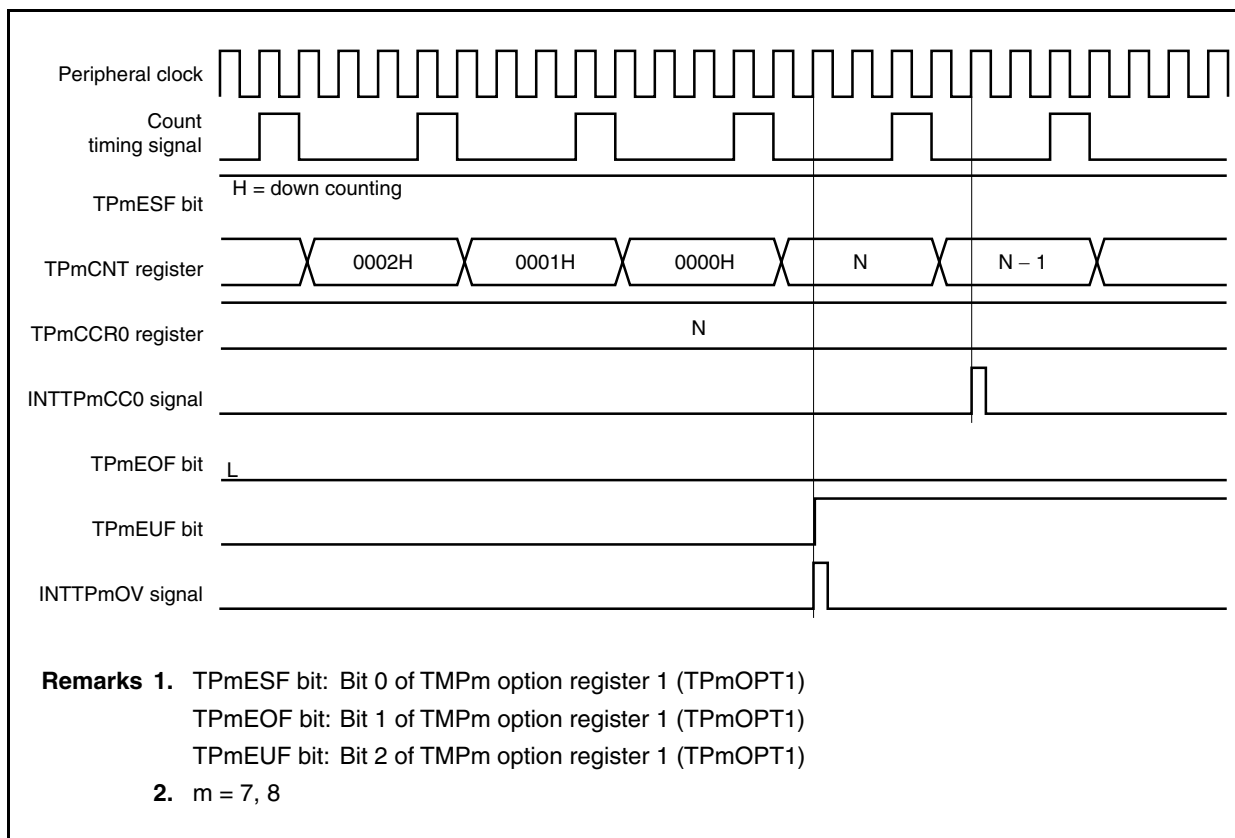 Peripheral clock
Count
timing signal
H = down counting
TPmESF bit
TPmCNT register
0002H
0001H
0000H
N
N – 1
TPmCCR0 register
N
INTTPmCC0 signal
TPmEOF bit
L
TPmEUF bit
INTTPmOV signal
Remarks 1. TPmESF bit: Bit 0 of TMPm option register 1 (TPmOPT1)
TPmEOF bit: Bit 1 of TMPm option register 1 (TPmOPT1)
TPmEUF bit: Bit 2 of TMPm option register 1 (TPmOPT1)
2. m = 7, 8